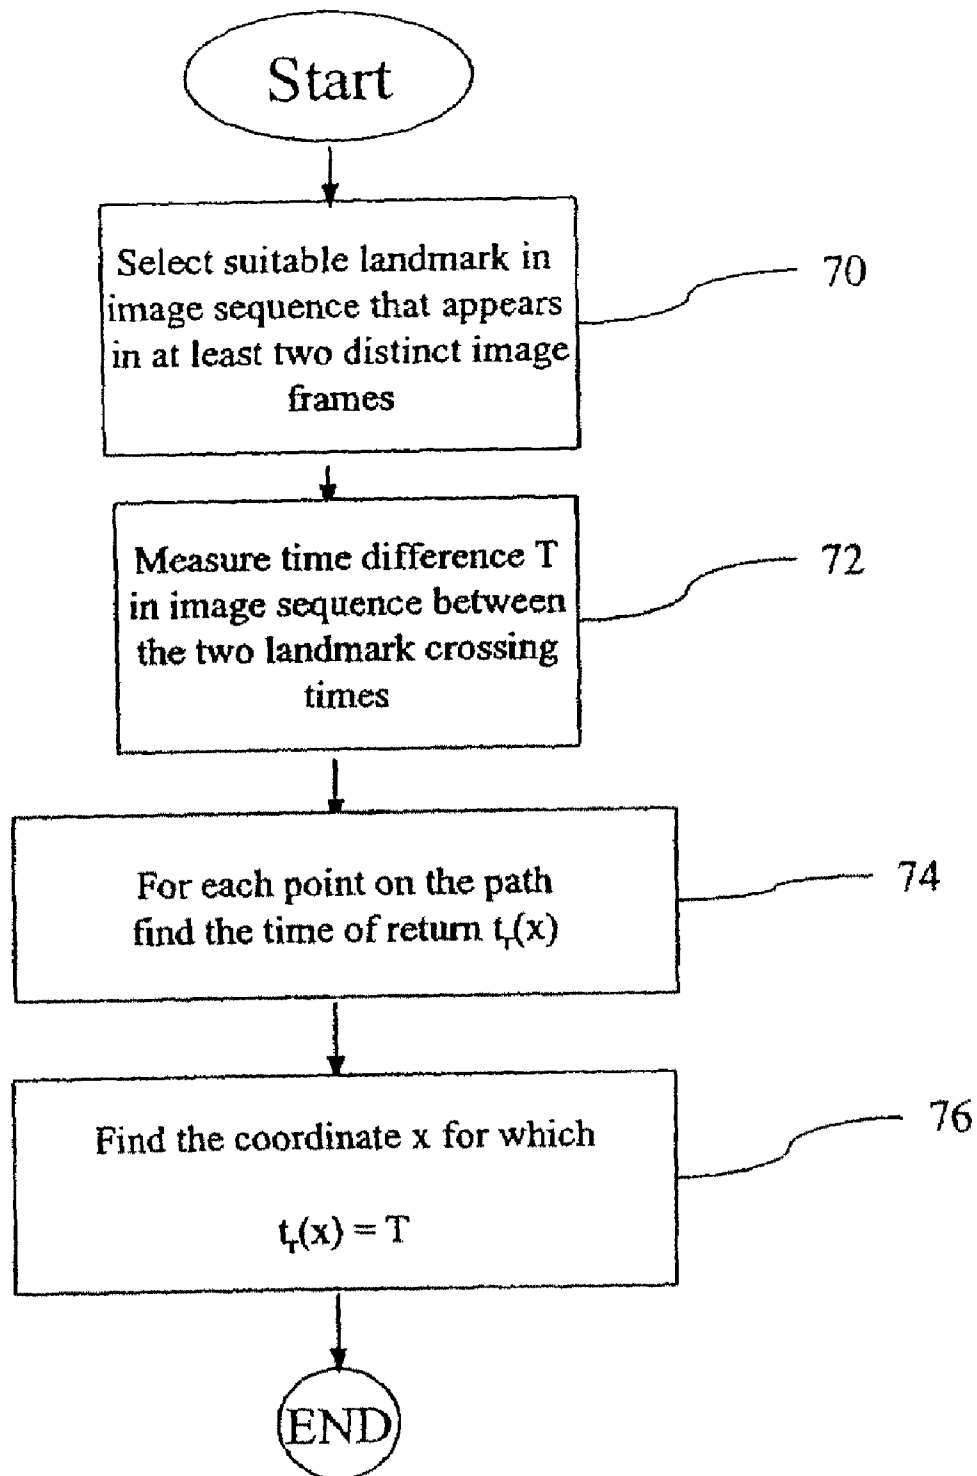 Start
Select suitable landmark in
image sequence that appears
in at least two distinct image
frames
70
Measure time difference T
in image sequence between
the two landmark crossing
times
72
For each point on the path
find the time of return tᵣ(x)
74
Find the coordinate x for which
tᵣ(x) = T
76
END